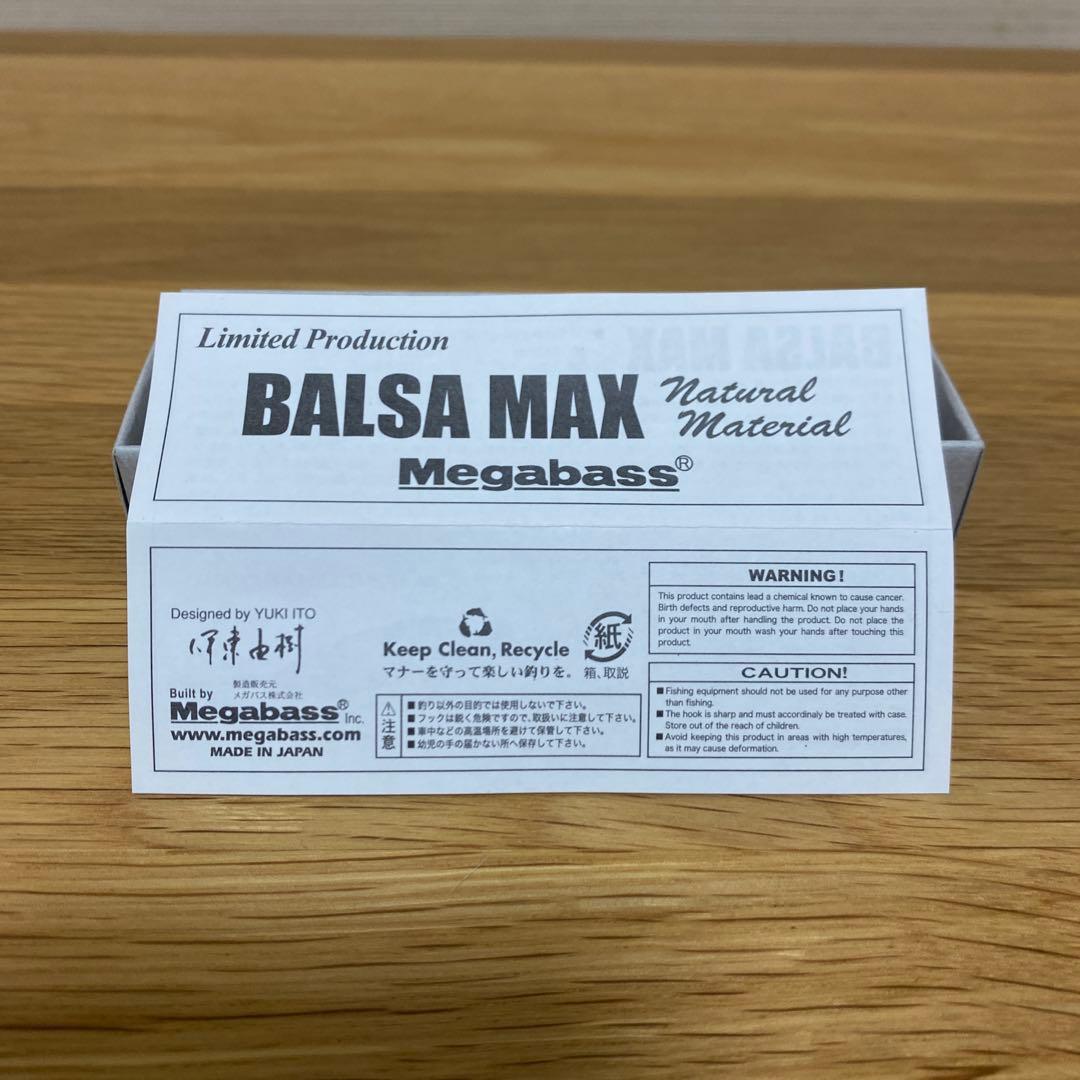 Limited Production
BALSA MAX Natural Material
Megabass®
Designed by YUKI ITO
伊東由樹
製造販売元
Built by メガバス株式会社
Megabass® Inc.
www.megabass.com
MADE IN JAPAN
Keep Clean, Recycle
マナーを守って楽しい釣りを。
紙
箱、取説
注意
■釣り以外の目的では使用しないで下さい。
■フックは鋭く危険ですので、取扱いに注意して下さい。
■車中などの高温場所を避けて保管して下さい。
■幼児の手の届かない所へ保存して下さい。
WARNING!
This product contains lead a chemical known to cause cancer.
Birth defects and reproductive harm. Do not place your hands
in your mouth after handling the product. Do not place the
product in your mouth wash your hands after touching this
product.
CAUTION!
■Fishing equipment should not be used for any purpose other
than fishing.
■The hook is sharp and must accordinaly be treated with case.
Store out of the reach of children.
■Avoid keeping this product in areas with high temperatures,
as it may cause deformation.
BALSA MAX